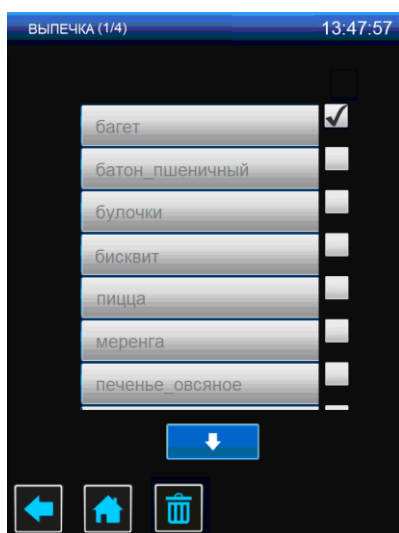 ВЫПЕЧКА (1/4) 13:47:57
багет
батон_пшеничный
булочки
бисквит
пицца
меренга
печенье_овсяное